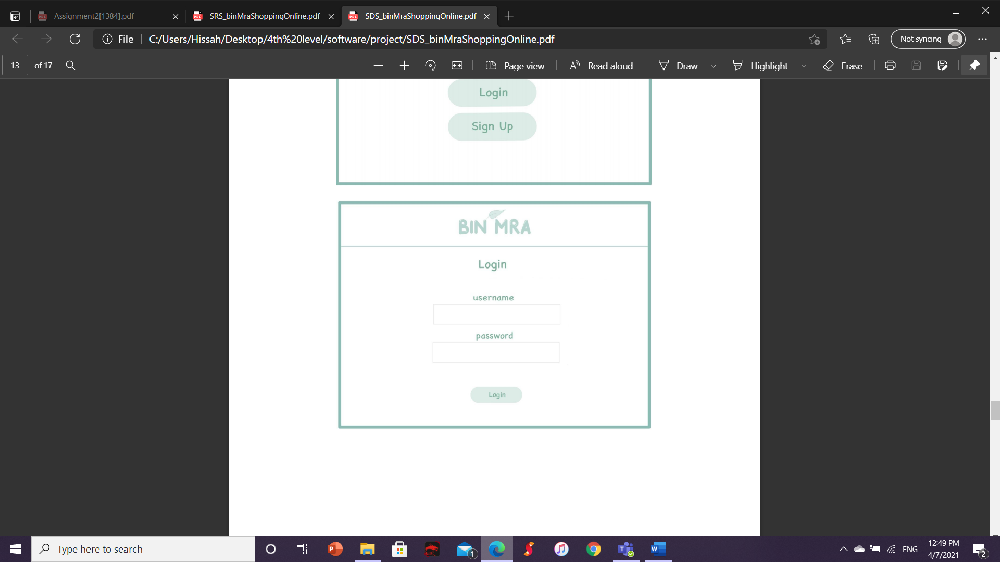 Assignment2[1384].pdf
SRS_binMraShoppingOnline.pdf
SDS_binMraShoppingOnline.pdf
File
C:/Users/Hissah/Desktop/4th%20level/software/project/SDS_binMraShoppingOnline.pdf
Not syncing
13 of 17
Page view
Read aloud
Draw
Highlight
Erase
Login
Sign Up
BIN MRA
Login
username
password
Login
Type here to search
1
ENG
12:49 PM
4/7/2021
2